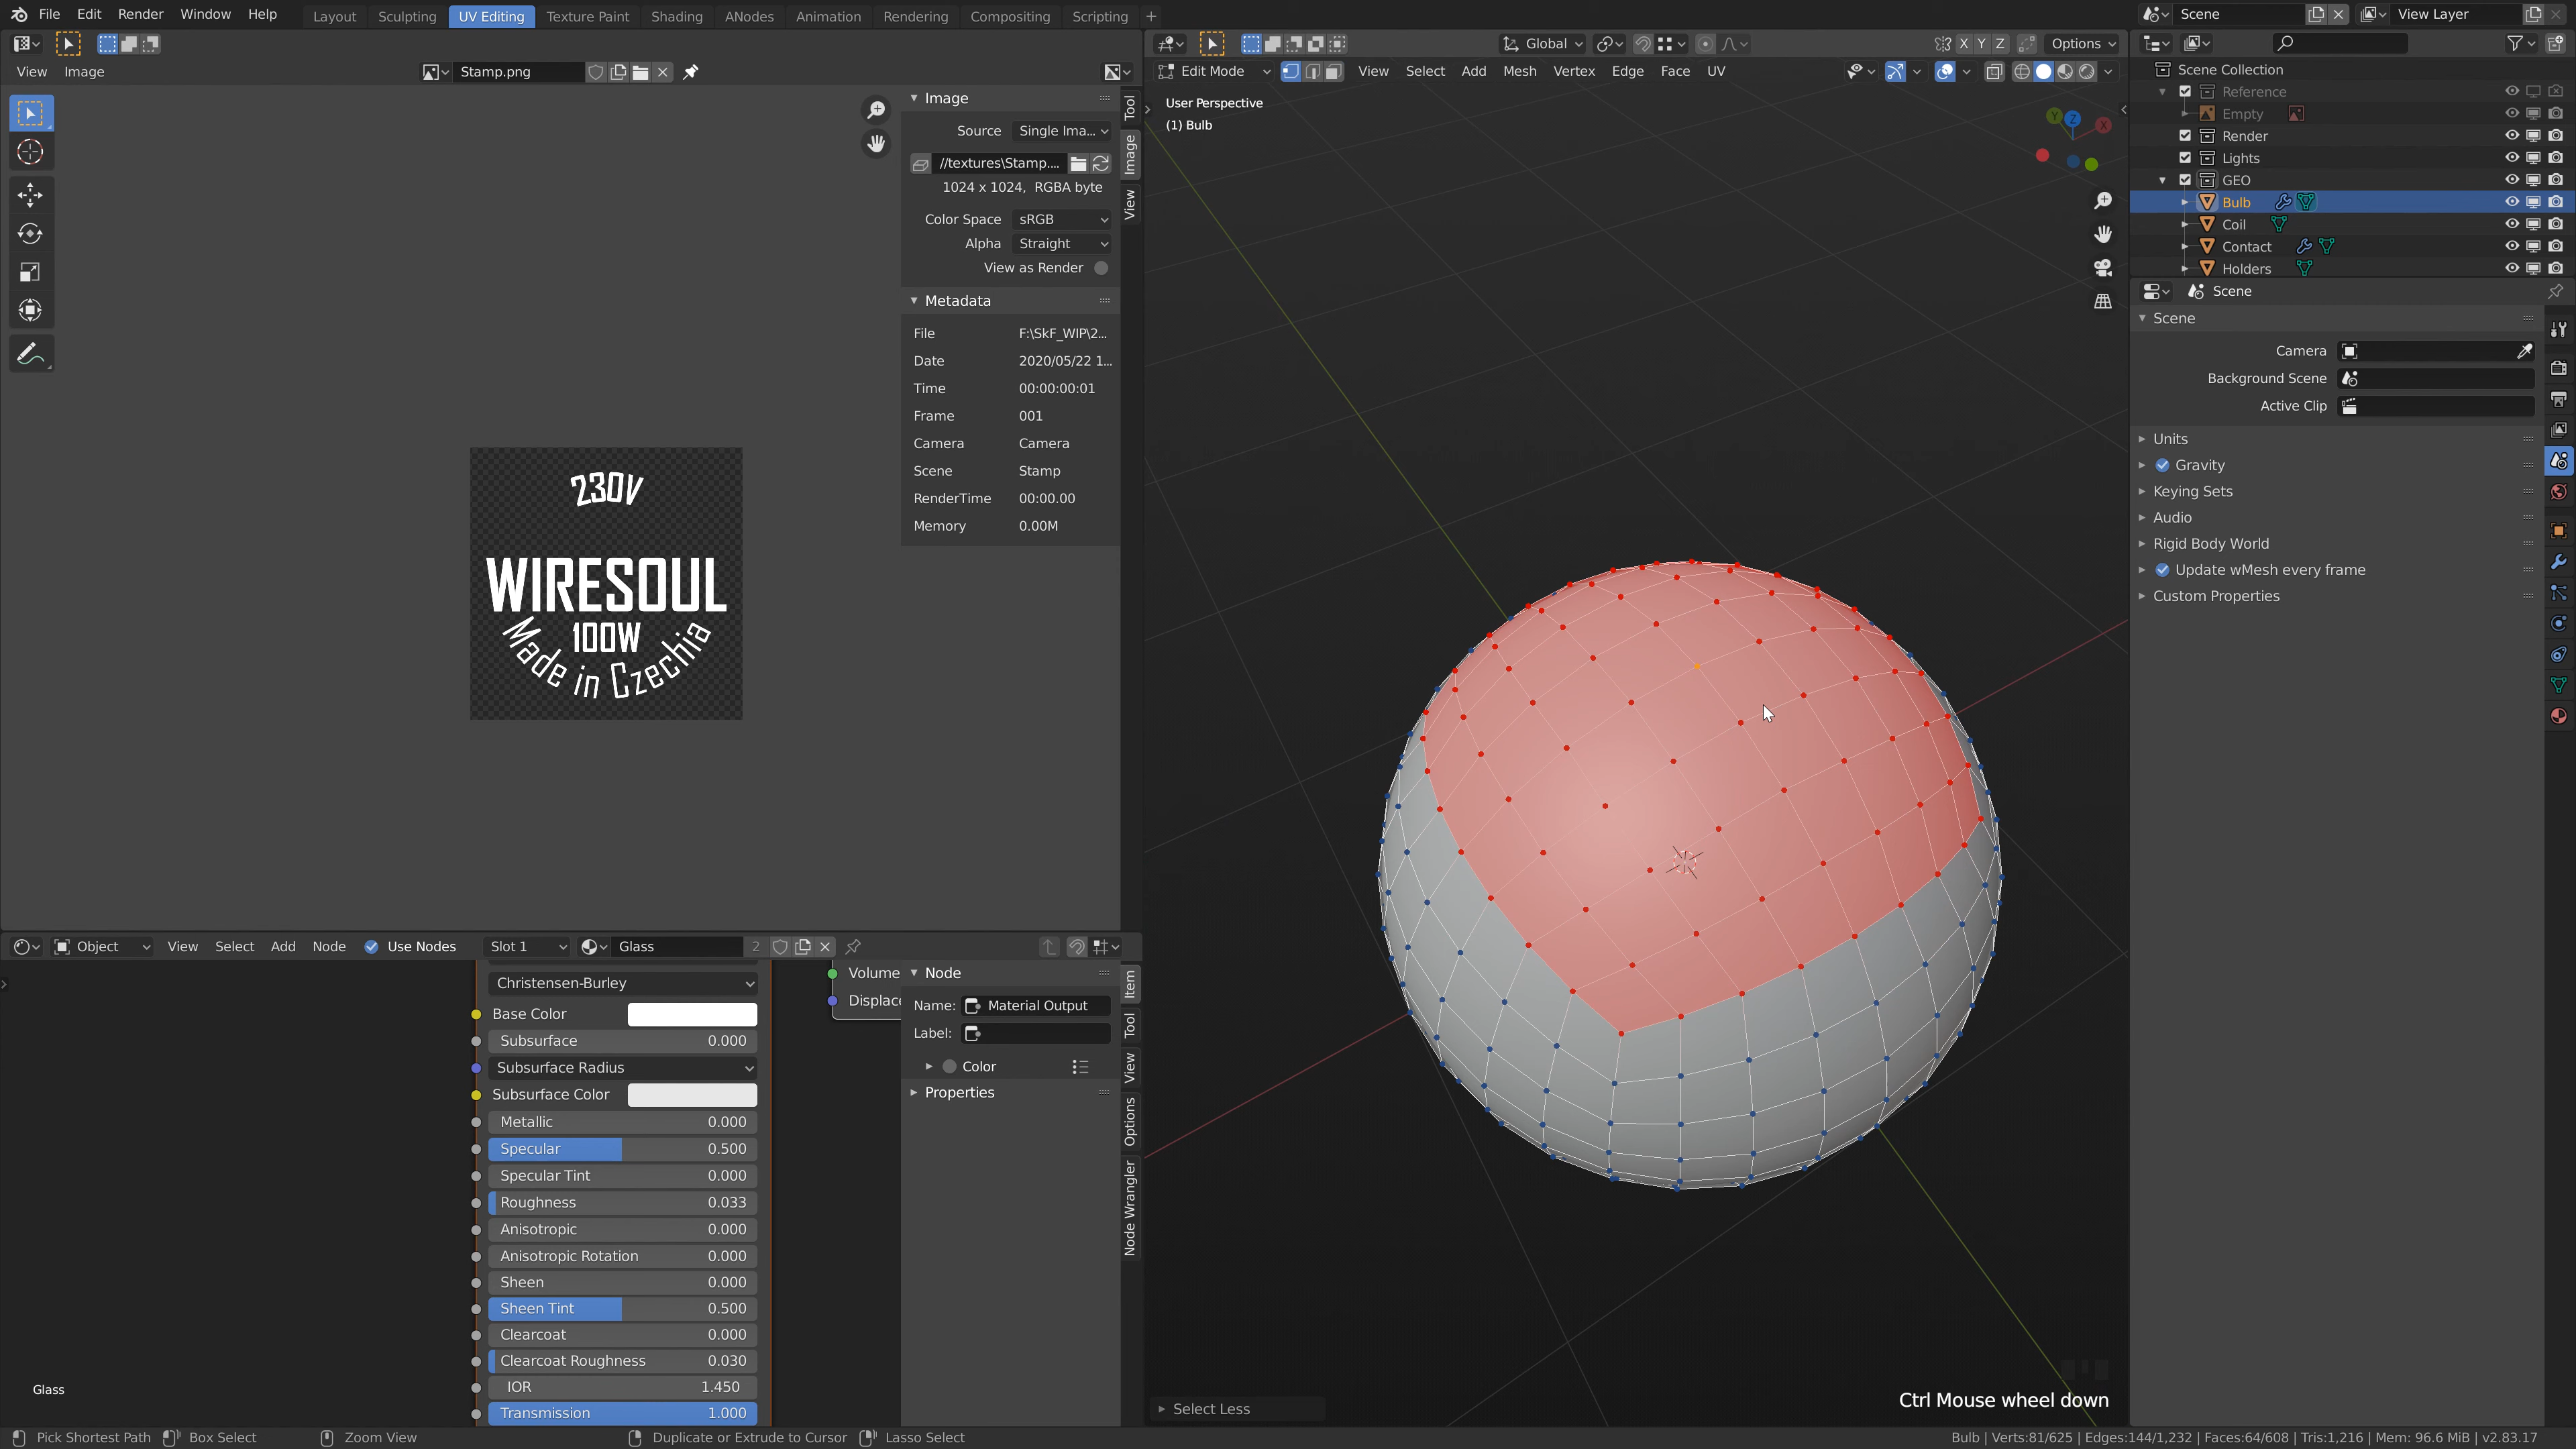 File Edit Render Window Help Layout Sculpting UV Editing Texture Paint Shading ANodes Animation Rendering Compositing Scripting + Scene View Layer
Stamp.png
View Image
Global X Y Z Options
Edit Mode View Select Add Mesh Vertex Edge Face UV
User Perspective
(1) Bulb
Y Z X
Image
Source Single Ima...
//textures\Stamp....
1024 x 1024, RGBA byte
Color Space sRGB
Alpha Straight
View as Render
Metadata
File F:\SkF_WIP\2...
Date 2020/05/22 1...
Time 00:00:00:01
Frame 001
Camera Camera
Scene Stamp
RenderTime 00:00.00
Memory 0.00M
Tool
Image
View
230V
WIRESOUL
100W
Made in Czechia
Scene Collection
Reference
Empty
Render
Lights
GEO
Bulb
Coil
Contact
Holders
Scene
Scene
Camera
Background Scene
Active Clip
Units
Gravity
Keying Sets
Audio
Rigid Body World
Update wMesh every frame
Custom Properties
Object View Select Add Node Use Nodes Slot 1 Glass 2
Christensen-Burley
Base Color
Subsurface 0.000
Subsurface Radius
Subsurface Color
Metallic 0.000
Specular 0.500
Specular Tint 0.000
Roughness 0.033
Anisotropic 0.000
Anisotropic Rotation 0.000
Sheen 0.000
Sheen Tint 0.500
Clearcoat 0.000
Clearcoat Roughness 0.030
IOR 1.450
Transmission 1.000
Volume
Displace
Node
Name: Material Output
Label:
Color
Properties
Item
Tool
View
Options
Node Wrangler
Glass
Select Less
Ctrl Mouse wheel down
Pick Shortest Path Box Select Zoom View Duplicate or Extrude to Cursor Lasso Select
Bulb | Verts:81/625 | Edges:144/1,232 | Faces:64/608 | Tris:1,216 | Mem: 96.6 MiB | v2.83.17